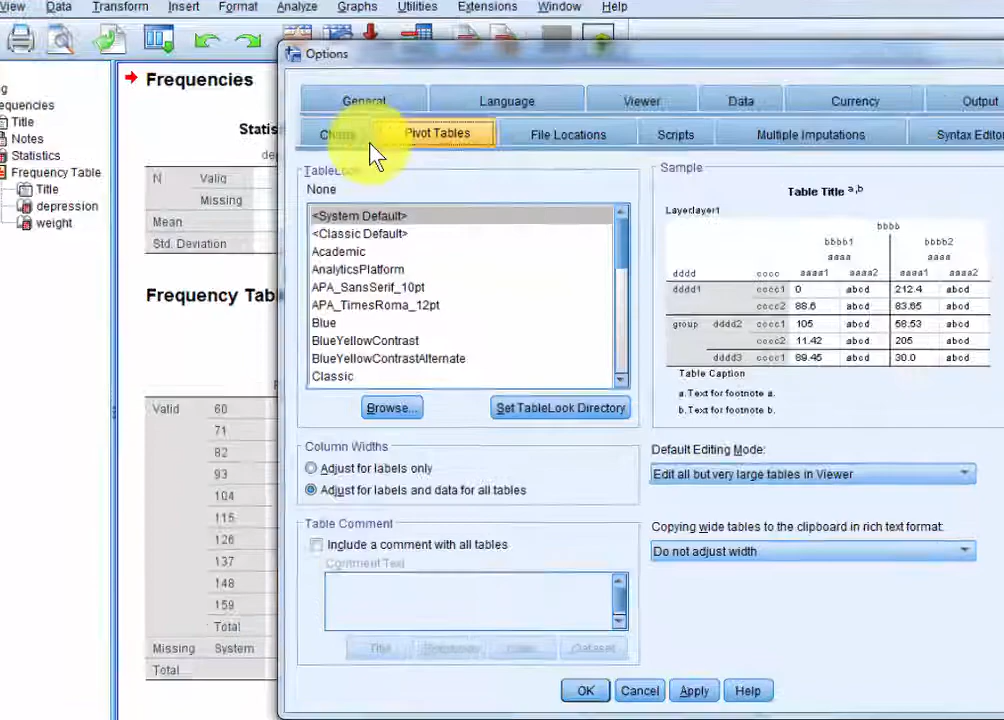 View Data Transform Insert Format Analyze Graphs Utilities Extensions Window Help
Options
Frequencies
Title
Notes
Statistics
Frequency Table
Title
depression
weight
Frequencies
Statis
de
N Valid
Missing
Mean
Std. Deviation
Frequency Tabl
Valid 60
71
82
93
104
115
126
137
148
159
Total
Missing System
Total
General Language Viewer Data Currency Output
Charts Pivot Tables File Locations Scripts Multiple Imputations Syntax Editor
TableLook
None
<System Default>
<Classic Default>
Academic
AnalyticsPlatform
APA_SansSerif_10pt
APA_TimesRoma_12pt
Blue
BlueYellowContrast
BlueYellowContrastAlternate
Classic
Browse...
Set TableLook Directory
Column Widths
Adjust for labels only
Adjust for labels and data for all tables
Table Comment
Include a comment with all tables
Comment Text
Title
Dataset
Sample
Table Title a,b
Layerlayer1
bbbb
bbbb1 bbbb2
aaaa aaaa
dddd cccc aaaa1 aaaa2 aaaa1 aaaa2
dddd1 cccc1 0 abcd 212.4 abcd
cccc2 88.6 abcd 83.65 abcd
group dddd2 cccc1 105 abcd 58.53 abcd
cccc2 11.42 abcd 205 abcd
dddd3 cccc1 89.45 abcd 30.0 abcd
Table Caption
a.Text for footnote a.
b.Text for footnote b.
Default Editing Mode:
Edit all but very large tables in Viewer
Copying wide tables to the clipboard in rich text format:
Do not adjust width
OK Cancel Apply Help